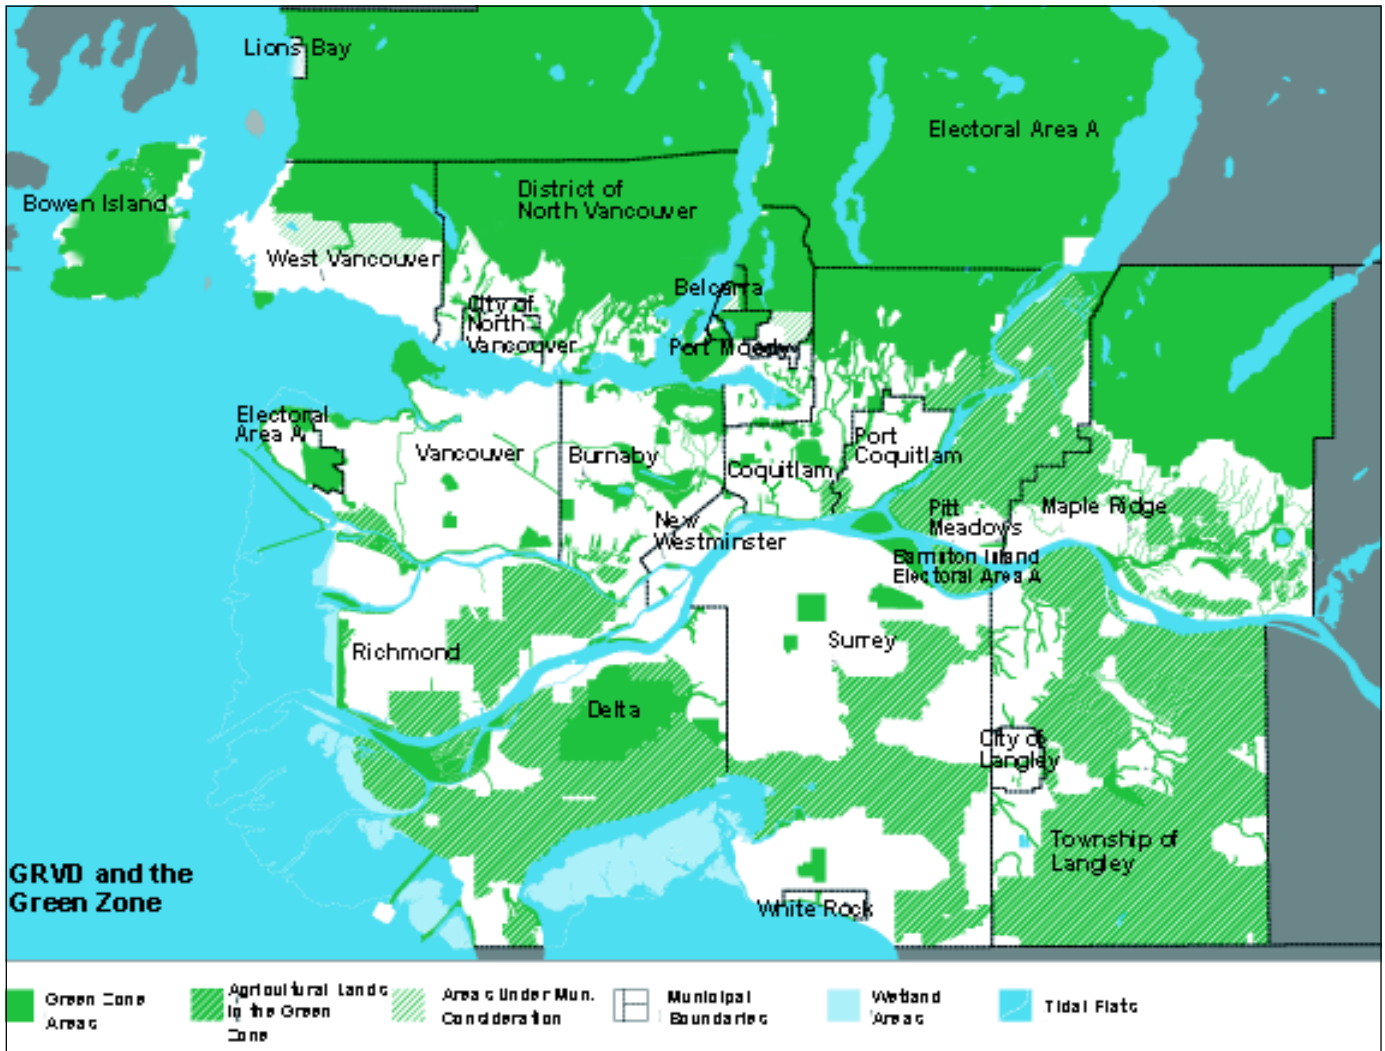 Lions Bay
Electoral Area A
Bowen Island
District of
North Vancouver
West Vancouver
Belcarra
City of
North
Vancouver
Port Moody
Electoral
Area A
Vancouver
Burnaby
Coquitlam
Port
Coquitlam
New
Westminster
Pitt
Meadows
Maple Ridge
Barnston Island
Electoral Area A
Richmond
Surrey
Delta
City of
Langley
Township of
Langley
White Rock
GRVD and the
Green Zone
Green Zone
Areas
Agricultural Lands
in the Green
Zone
Areas Under Mun.
Consideration
Municipal
Boundaries
Wetland
Areas
Tidal Flats